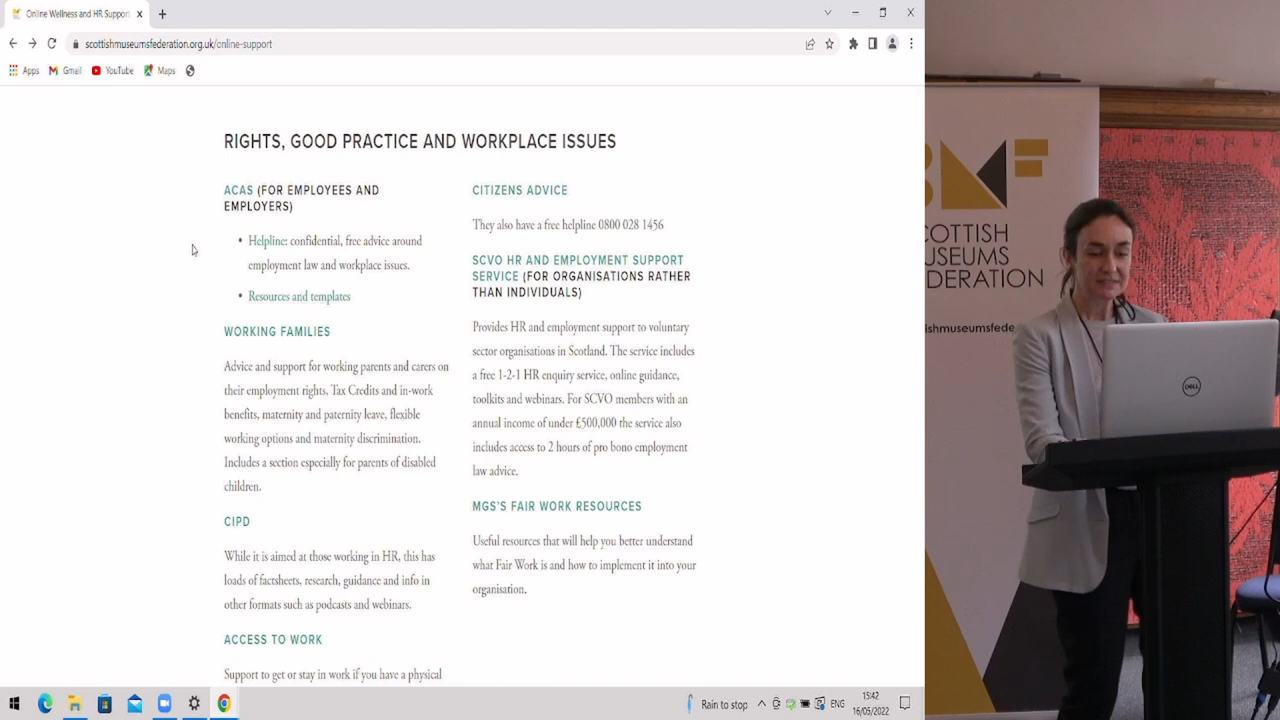 Online Wellness and HR Support
scottishmuseumsfederation.org.uk/online-support
Apps
Gmail
YouTube
Maps
RIGHTS, GOOD PRACTICE AND WORKPLACE ISSUES
ACAS (FOR EMPLOYEES AND
EMPLOYERS)
• Helpline: confidential, free advice around
employment law and workplace issues.
• Resources and templates
WORKING FAMILIES
Advice and support for working parents and carers on
their employment rights, Tax Credits and in-work
benefits, maternity and paternity leave, flexible
working options and maternity discrimination.
Includes a section especially for parents of disabled
children.
CIPD
While it is aimed at those working in HR, this has
loads of factsheets, research, guidance and info in
other formats such as podcasts and webinars.
ACCESS TO WORK
Support to get or stay in work if you have a physical
CITIZENS ADVICE
They also have a free helpline 0800 028 1456
SCVO HR AND EMPLOYMENT SUPPORT
SERVICE (FOR ORGANISATIONS RATHER
THAN INDIVIDUALS)
Provides HR and employment support to voluntary
sector organisations in Scotland. The service includes
a free 1-2-1 HR enquiry service, online guidance,
toolkits and webinars. For SCVO members with an
annual income of under £500,000 the service also
includes access to 2 hours of pro bono employment
law advice.
MGS'S FAIR WORK RESOURCES
Useful resources that will help you better understand
what Fair Work is and how to implement it into your
organisation.
Rain to stop
ENG
15:42
16/05/2022
SMF
COTTISH
USEUMS
DERATION
ishmuseumsfede
DELL